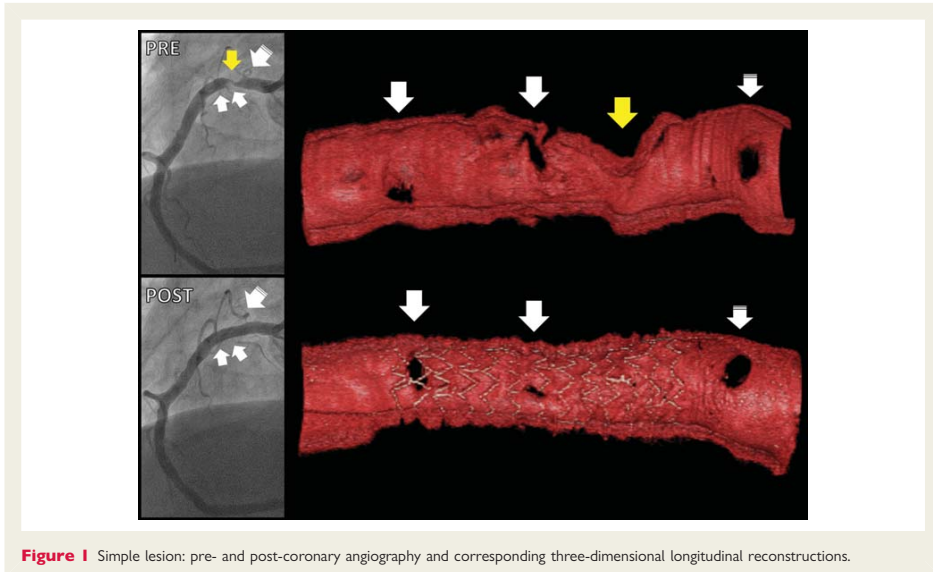 PRE
POST
Figure 1 Simple lesion: pre- and post-coronary angiography and corresponding three-dimensional longitudinal reconstructions.